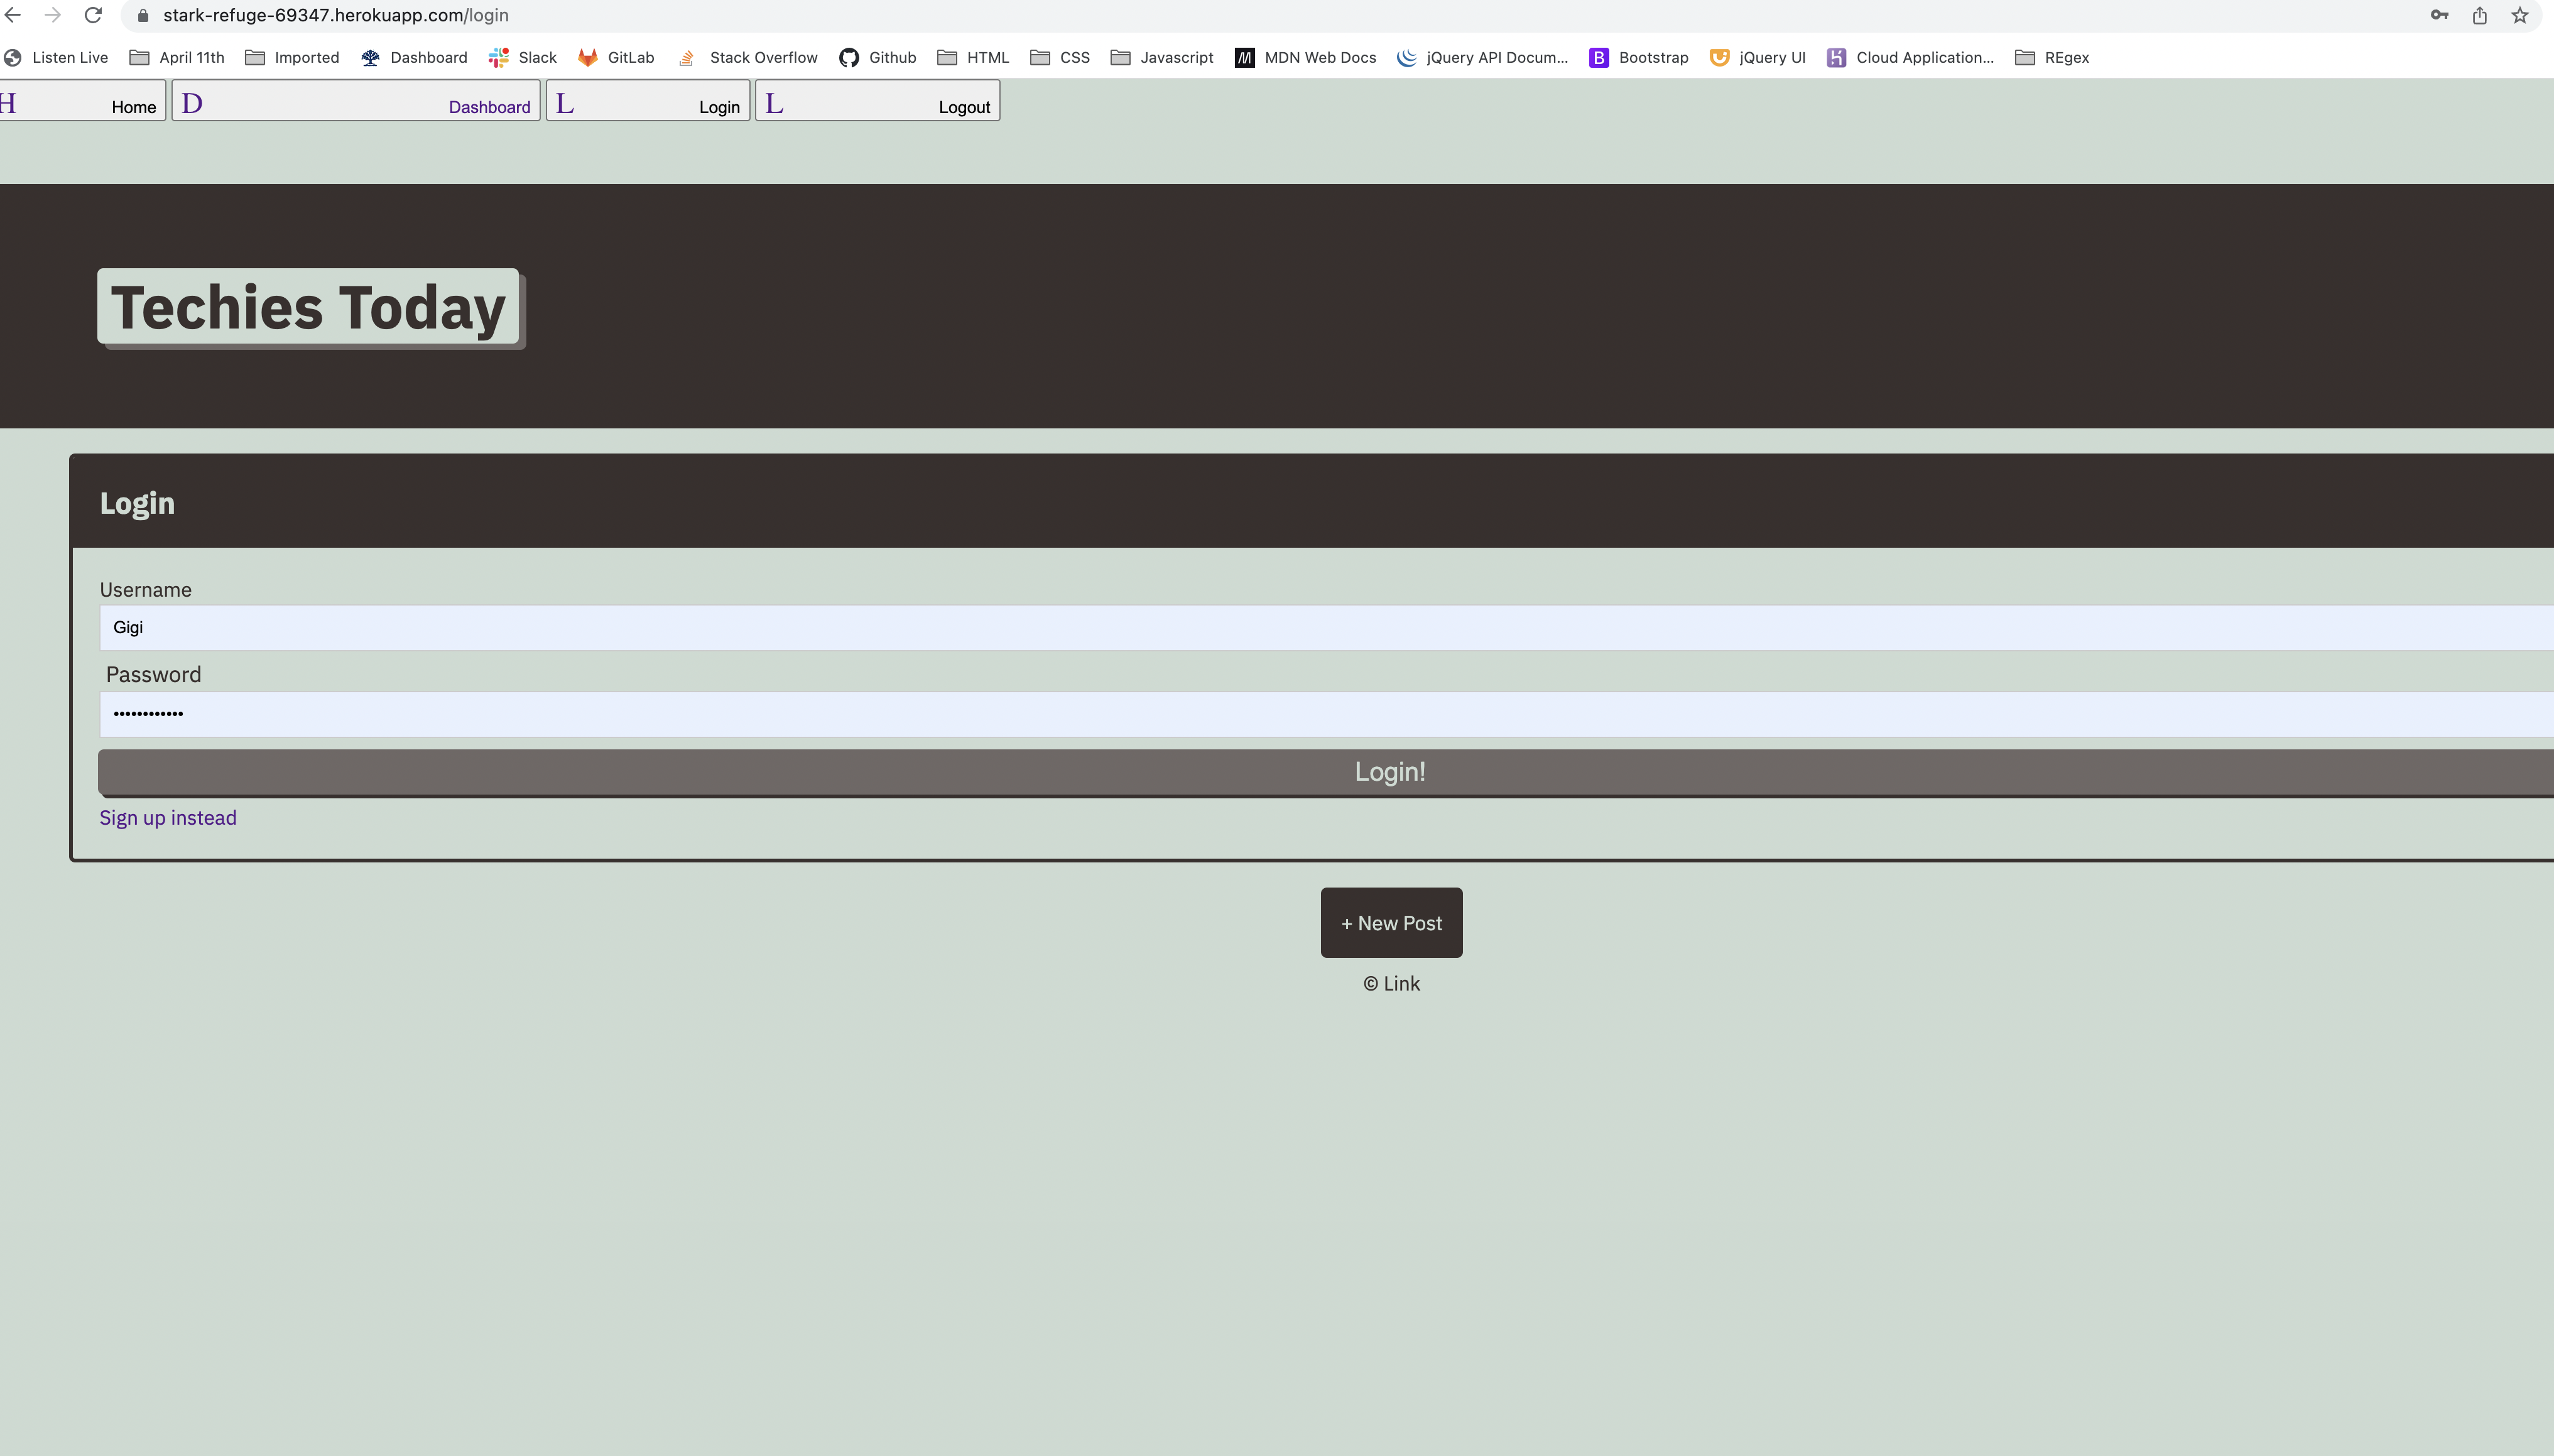 stark-refuge-69347.herokuapp.com/login
Listen Live April 11th Imported Dashboard Slack GitLab Stack Overflow Github HTML CSS Javascript MDN Web Docs jQuery API Docum... B Bootstrap jQuery UI Cloud Application... REgex
H Home D Dashboard L Login L Logout
Techies Today
Login
Username
Gigi
Password
••••••••••••
Login!
Sign up instead
+ New Post
© Link